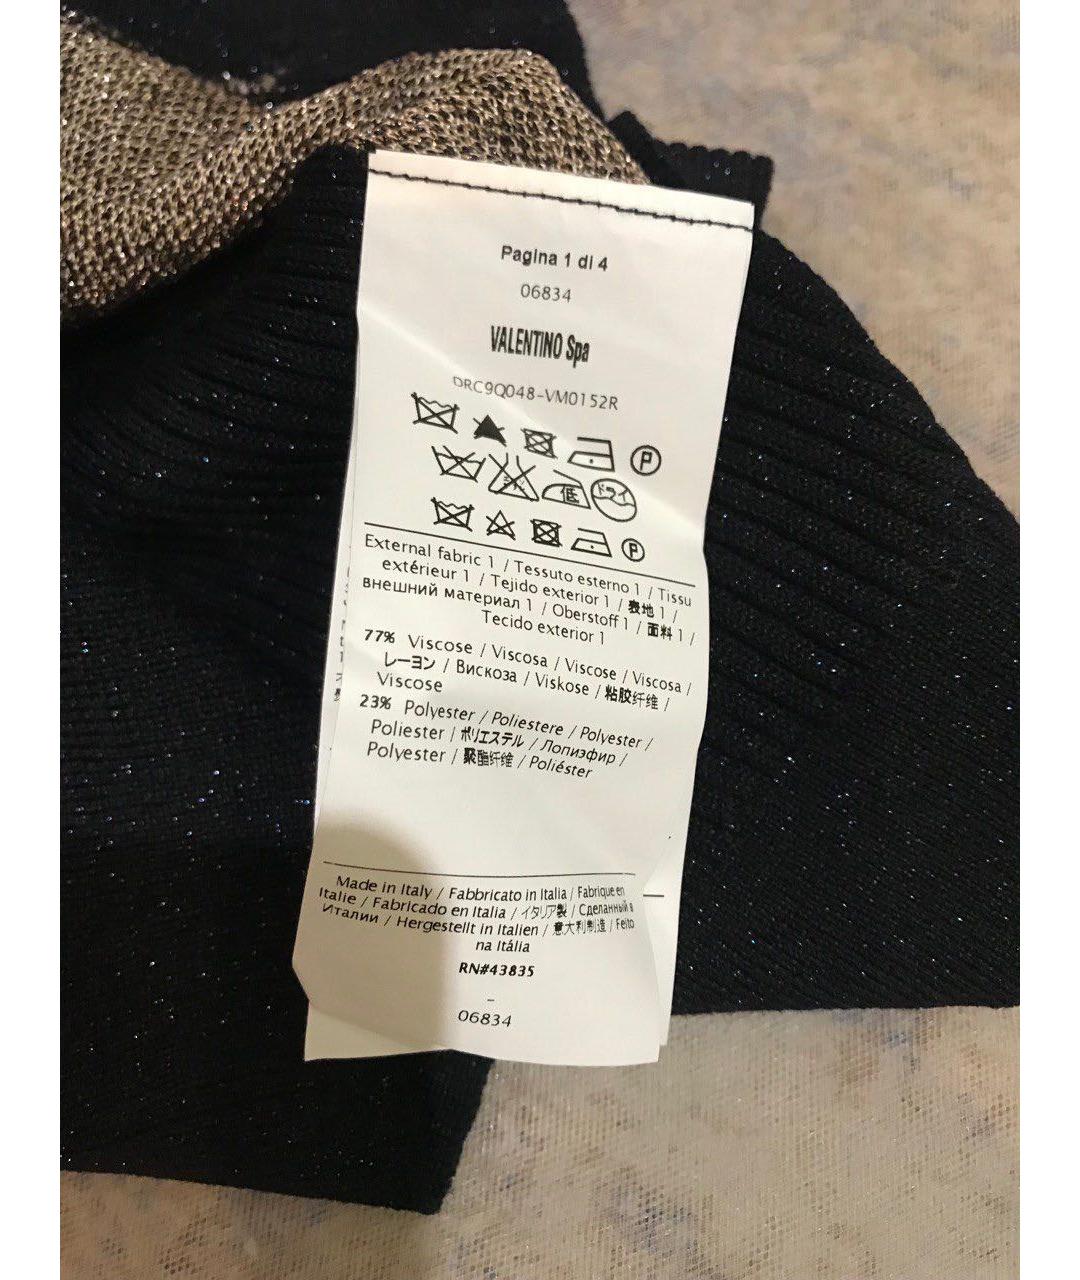 Pagina 1 di 4
06834
VALENTINO Spa
DRC9Q048-VM0152R
P
低 ドライ
P
External fabric 1 / Tessuto esterno 1 / Tissu
extérieur 1 / Tejido exterior 1 / 表地 1 /
внешний материал 1 / Oberstoff 1 / 面料 1 /
Tecido exterior 1
77% Viscose / Viscosa / Viscose / Viscosa /
レーヨン / Вискоза / Viskose / 粘胶纤维 /
Viscose
23% Polyester / Poliestere / Polyester /
Poliester / ポリエステル / Лопиэфир /
Polyester / 聚酯纤维 / Poliéster
Made in Italy / Fabbricato in Italia / Fabrique en
Italie / Fabricado en Italia / イタリア製 / Сделанный в
Италии / Hergestellt in Italien / 意大利制造 / Feito
na Itália
RN#43835
–
06834